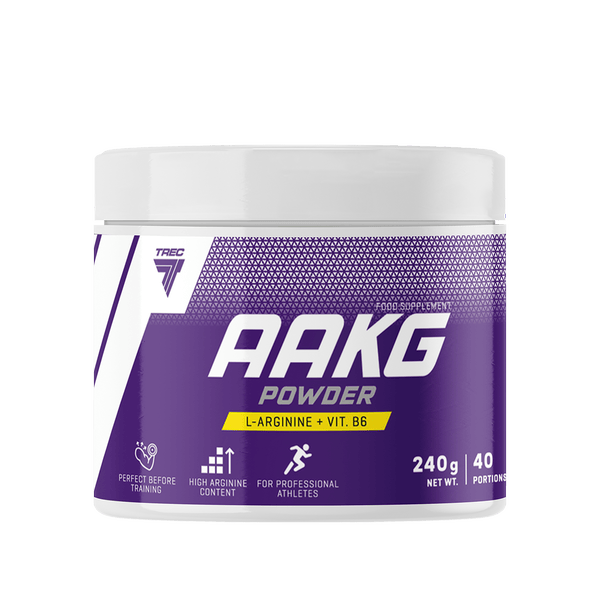 TREC
FOOD SUPPLEMENT
AAKG
POWDER
L-ARGININE + VIT. B6
PERFECT BEFORE
TRAINING
HIGH ARGININE
CONTENT
FOR PROFESSIONAL
ATHLETES
240g
NET WT.
40
PORTIONS